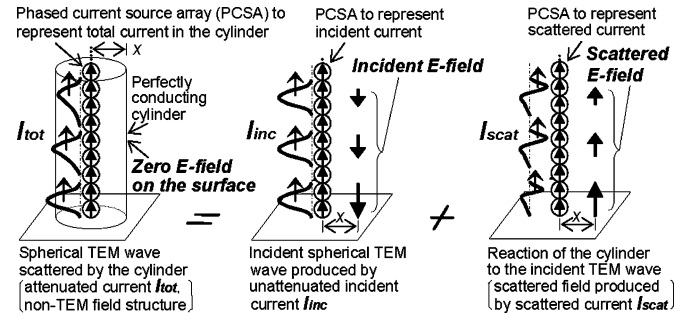 Phased current source array (PCSA) to
represent total current in the cylinder
X
Perfectly
conducting
cylinder
Itot
Zero E-field
on the surface
Spherical TEM wave
scattered by the cylinder
(attenuated current Itot,
non-TEM field structure)
=
PCSA to represent
incident current
Incident E-field
Iinc
X
Incident spherical TEM
wave produced by
unattenuated incident
current Iinc
+
PCSA to represent
scattered current
Scattered
E-field
Iscat
X
Reaction of the cylinder
to the incident TEM wave
(scattered field produced
by scattered current Iscat)